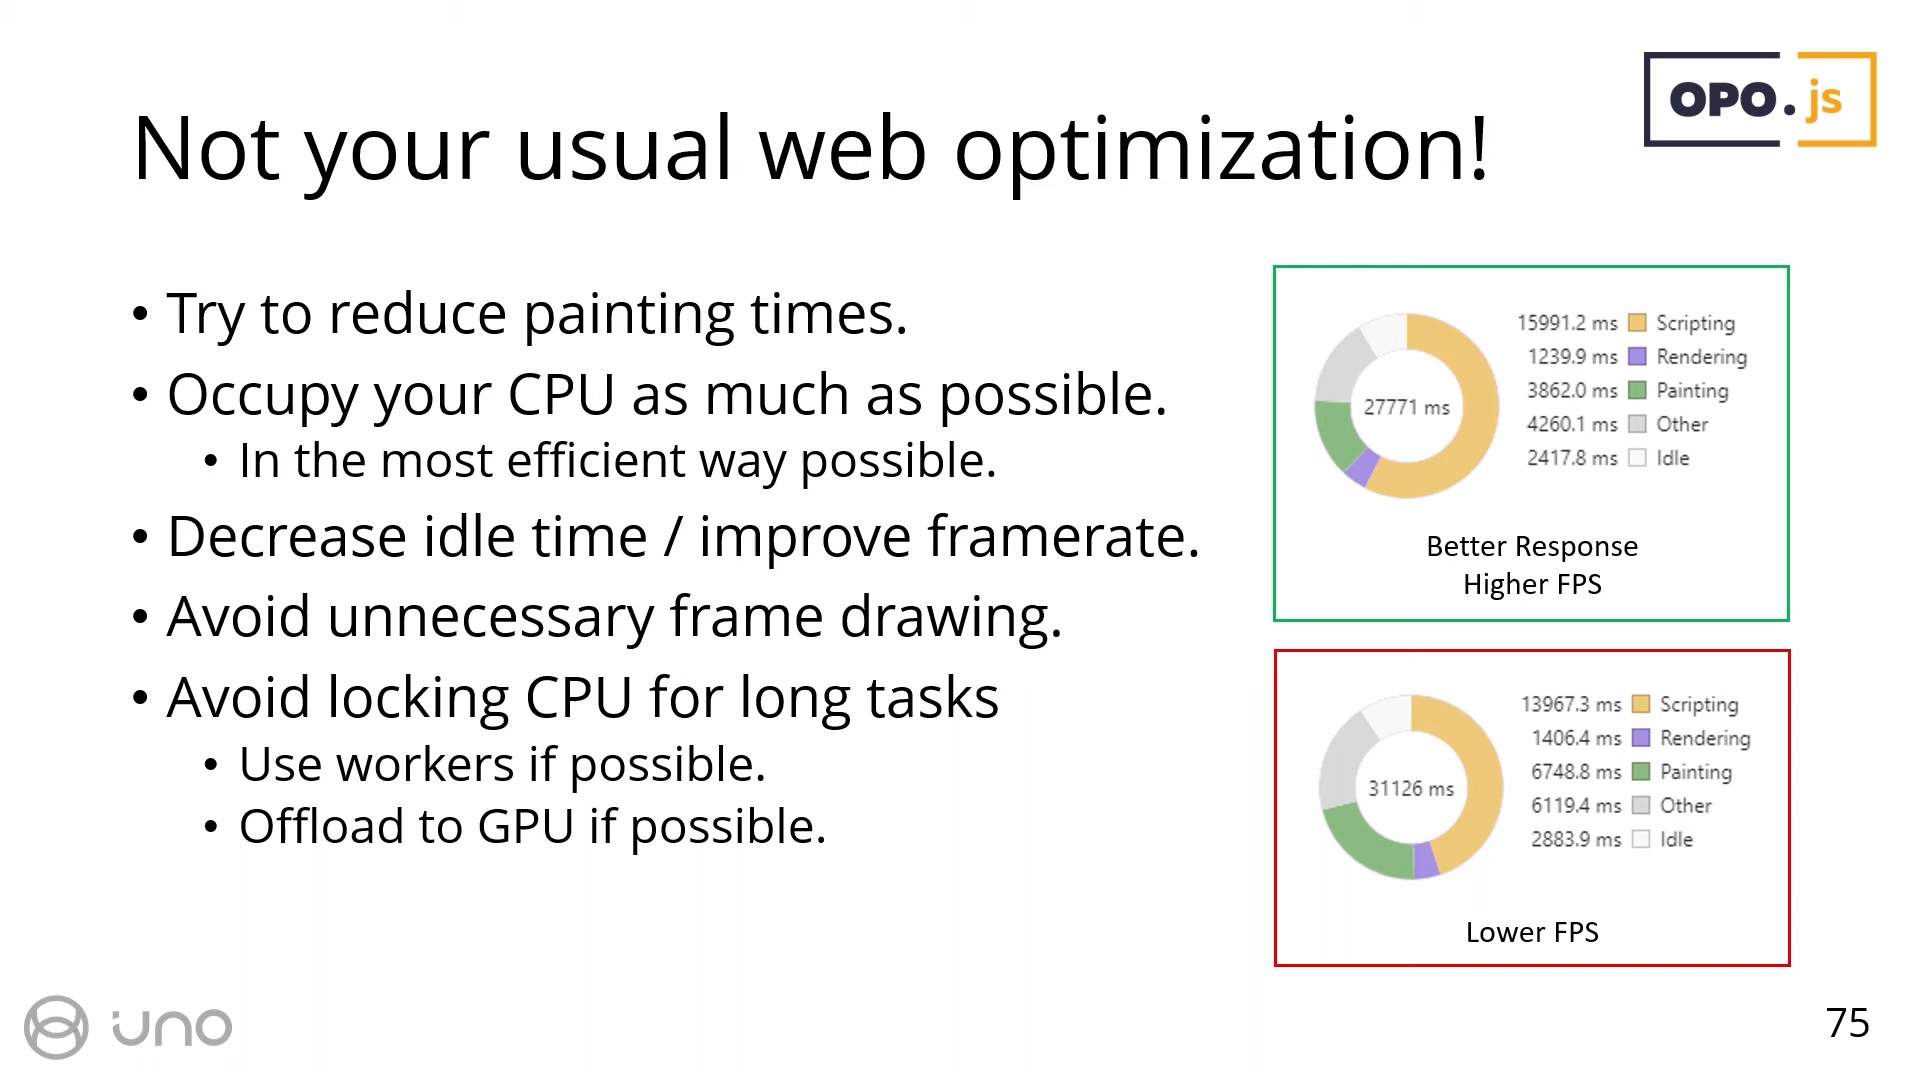 OPO.js
Not your usual web optimization!
• Try to reduce painting times.
• Occupy your CPU as much as possible.
• In the most efficient way possible.
• Decrease idle time / improve framerate.
• Avoid unnecessary frame drawing.
• Avoid locking CPU for long tasks
• Use workers if possible.
• Offload to GPU if possible.
27771 ms
15991.2 ms Scripting
1239.9 ms Rendering
3862.0 ms Painting
4260.1 ms Other
2417.8 ms Idle
Better Response
Higher FPS
31126 ms
13967.3 ms Scripting
1406.4 ms Rendering
6748.8 ms Painting
6119.4 ms Other
2883.9 ms Idle
Lower FPS
uno
75